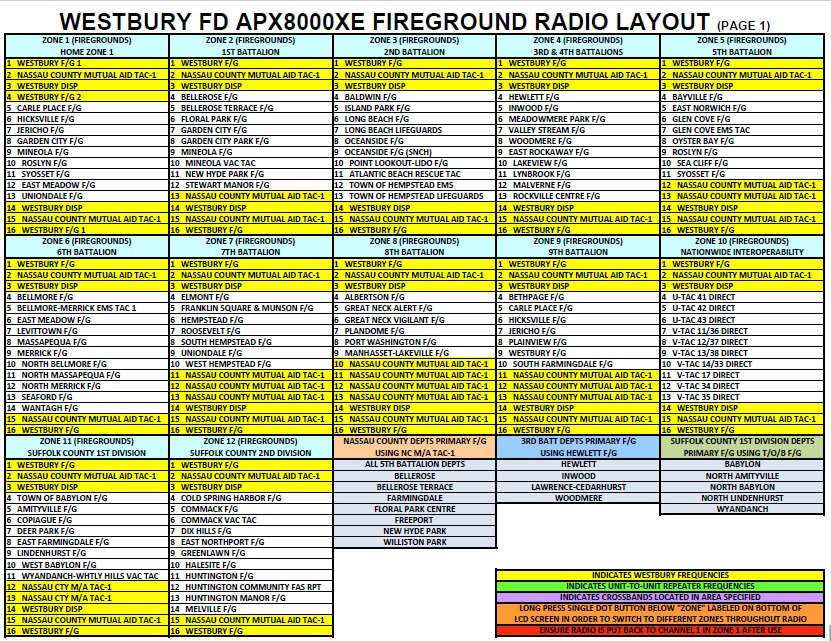 WESTBURY FD APX8000XE FIREGROUND RADIO LAYOUT (PAGE 1)
ZONE 1 (FIREGROUNDS)
HOME ZONE 1
1 WESTBURY F/G 1
2 NASSAU COUNTY MUTUAL AID TAC-1
3 WESTBURY DISP
4 WESTBURY F/G 2
5 CARLE PLACE F/G
6 HICKSVILLE F/G
7 JERICHO F/G
8 GARDEN CITY F/G
9 MINEOLA F/G
10 ROSLYN F/G
11 SYOSSET F/G
12 EAST MEADOW F/G
13 UNIONDALE F/G
14 WESTBURY DISP
15 NASSAU COUNTY MUTUAL AID TAC-1
16 WESTBURY F/G 1
ZONE 2 (FIREGROUNDS)
1ST BATTALION
1 WESTBURY F/G
2 NASSAU COUNTY MUTUAL AID TAC-1
3 WESTBURY DISP
4 BELLEROSE F/G
5 BELLEROSE TERRACE F/G
6 FLORAL PARK F/G
7 GARDEN CITY F/G
8 GARDEN CITY PARK F/G
9 MINEOLA F/G
10 MINEOLA VAC TAC
11 NEW HYDE PARK F/G
12 STEWART MANOR F/G
13 NASSAU COUNTY MUTUAL AID TAC-1
14 WESTBURY DISP
15 NASSAU COUNTY MUTUAL AID TAC-1
16 WESTBURY F/G
ZONE 3 (FIREGROUNDS)
2ND BATTALION
1 WESTBURY F/G
2 NASSAU COUNTY MUTUAL AID TAC-1
3 WESTBURY DISP
4 BALDWIN F/G
5 ISLAND PARK F/G
6 LONG BEACH F/G
7 LONG BEACH LIFEGUARDS
8 OCEANSIDE F/G
9 OCEANSIDE F/G (SNCH)
10 POINT LOOKOUT-LIDO F/G
11 ATLANTIC BEACH RESCUE TAC
12 TOWN OF HEMPSTEAD EMS
13 TOWN OF HEMPSTEAD LIFEGUARDS
14 WESTBURY DISP
15 NASSAU COUNTY MUTUAL AID TAC-1
16 WESTBURY F/G
ZONE 4 (FIREGROUNDS)
3RD & 4TH BATTALIONS
1 WESTBURY F/G
2 NASSAU COUNTY MUTUAL AID TAC-1
3 WESTBURY DISP
4 HEWLETT F/G
5 INWOOD F/G
6 MEADOWMERE PARK F/G
7 VALLEY STREAM F/G
8 WOODMERE F/G
9 EAST ROCKAWAY F/G
10 LAKEVIEW F/G
11 LYNBROOK F/G
12 MALVERNE F/G
13 ROCKVILLE CENTRE F/G
14 WESTBURY DISP
15 NASSAU COUNTY MUTUAL AID TAC-1
16 WESTBURY F/G
ZONE 5 (FIREGROUNDS)
5TH BATTALION
1 WESTBURY F/G
2 NASSAU COUNTY MUTUAL AID TAC-1
3 WESTBURY DISP
4 BAYVILLE F/G
5 EAST NORWICH F/G
6 GLEN COVE F/G
7 GLEN COVE EMS TAC
8 OYSTER BAY F/G
9 ROSLYN F/G
10 SEA CLIFF F/G
11 SYOSSET F/G
12 NASSAU COUNTY MUTUAL AID TAC-1
13 NASSAU COUNTY MUTUAL AID TAC-1
14 WESTBURY DISP
15 NASSAU COUNTY MUTUAL AID TAC-1
16 WESTBURY F/G
ZONE 6 (FIREGROUNDS)
6TH BATTALION
1 WESTBURY F/G
2 NASSAU COUNTY MUTUAL AID TAC-1
3 WESTBURY DISP
4 BELLMORE F/G
5 BELLMORE-MERRICK EMS TAC 1
6 EAST MEADOW F/G
7 LEVITTOWN F/G
8 MASSAPEQUA F/G
9 MERRICK F/G
10 NORTH BELLMORE F/G
11 NORTH MASSAPEQUA F/G
12 NORTH MERRICK F/G
13 SEAFORD F/G
14 WANTAGH F/G
15 NASSAU COUNTY MUTUAL AID TAC-1
16 WESTBURY F/G
ZONE 7 (FIREGROUNDS)
7TH BATTALION
1 WESTBURY F/G
2 NASSAU COUNTY MUTUAL AID TAC-1
3 WESTBURY DISP
4 ELMONT F/G
5 FRANKLIN SQUARE & MUNSON F/G
6 HEMPSTEAD F/G
7 ROOSEVELT F/G
8 SOUTH HEMPSTEAD F/G
9 UNIONDALE F/G
10 WEST HEMPSTEAD F/G
11 NASSAU COUNTY MUTUAL AID TAC-1
12 NASSAU COUNTY MUTUAL AID TAC-1
13 NASSAU COUNTY MUTUAL AID TAC-1
14 WESTBURY DISP
15 NASSAU COUNTY MUTUAL AID TAC-1
16 WESTBURY F/G
ZONE 8 (FIREGROUNDS)
8TH BATTALION
1 WESTBURY F/G
2 NASSAU COUNTY MUTUAL AID TAC-1
3 WESTBURY DISP
4 ALBERTSON F/G
5 GREAT NECK ALERT F/G
6 GREAT NECK VIGILANT F/G
7 PLANDOME F/G
8 PORT WASHINGTON F/G
9 MANHASSET-LAKEVILLE F/G
10 NASSAU COUNTY MUTUAL AID TAC-1
11 NASSAU COUNTY MUTUAL AID TAC-1
12 NASSAU COUNTY MUTUAL AID TAC-1
13 NASSAU COUNTY MUTUAL AID TAC-1
14 WESTBURY DISP
15 NASSAU COUNTY MUTUAL AID TAC-1
16 WESTBURY F/G
ZONE 9 (FIREGROUNDS)
9TH BATTALION
1 WESTBURY F/G
2 NASSAU COUNTY MUTUAL AID TAC-1
3 WESTBURY DISP
4 BETHPAGE F/G
5 CARLE PLACE F/G
6 HICKSVILLE F/G
7 JERICHO F/G
8 PLAINVIEW F/G
9 WESTBURY F/G
10 SOUTH FARMINGDALE F/G
11 NASSAU COUNTY MUTUAL AID TAC-1
12 NASSAU COUNTY MUTUAL AID TAC-1
13 NASSAU COUNTY MUTUAL AID TAC-1
14 WESTBURY DISP
15 NASSAU COUNTY MUTUAL AID TAC-1
16 WESTBURY F/G
ZONE 10 (FIREGROUNDS)
NATIONWIDE INTEROPERABILITY
1 WESTBURY F/G
2 NASSAU COUNTY MUTUAL AID TAC-1
3 WESTBURY DISP
4 U-TAC 41 DIRECT
5 U-TAC 42 DIRECT
6 U-TAC 43 DIRECT
7 V-TAC 11/36 DIRECT
8 V-TAC 12/37 DIRECT
9 V-TAC 13/38 DIRECT
10 V-TAC 14/33 DIRECT
11 V-TAC 17 DIRECT
12 V-TAC 34 DIRECT
13 V-TAC 35 DIRECT
14 WESTBURY DISP
15 NASSAU COUNTY MUTUAL AID TAC-1
16 WESTBURY F/G
ZONE 11 (FIREGROUNDS)
SUFFOLK COUNTY 1ST DIVISION
1 WESTBURY F/G
2 NASSAU COUNTY MUTUAL AID TAC-1
3 WESTBURY DISP
4 TOWN OF BABYLON F/G
5 AMITYVILLE F/G
6 COPIAGUE F/G
7 DEER PARK F/G
8 EAST FARMINGDALE F/G
9 LINDENHURST F/G
10 WEST BABYLON F/G
11 WYANDANCH-WHTLY HILLS VAC TAC
12 NASSAU CTY M/A TAC-1
13 NASSAU CTY M/A TAC-1
14 WESTBURY DISP
15 NASSAU COUNTY MUTUAL AID TAC-1
16 WESTBURY F/G
ZONE 12 (FIREGROUNDS)
SUFFOLK COUNTY 2ND DIVISION
1 WESTBURY F/G
2 NASSAU COUNTY MUTUAL AID TAC-1
3 WESTBURY DISP
4 COLD SPRING HARBOR F/G
5 COMMACK F/G
6 COMMACK VAC TAC
7 DIX HILLS F/G
8 EAST NORTHPORT F/G
9 GREENLAWN F/G
10 HALESITE F/G
11 HUNTINGTON F/G
12 HUNTINGTON COMMUNITY FAS RPT
13 HUNTINGTON MANOR F/G
14 MELVILLE F/G
15 NASSAU COUNTY MUTUAL AID TAC-1
16 WESTBURY F/G
NASSAU COUNTY DEPTS PRIMARY F/G
USING NC M/A TAC-1
ALL 5TH BATTALION DEPTS
BELLEROSE
BELLEROSE TERRACE
FARMINGDALE
FLORAL PARK CENTRE
FREEPORT
NEW HYDE PARK
WILLISTON PARK
3RD BATT DEPTS PRIMARY F/G
USING HEWLETT F/G
HEWLETT
INWOOD
LAWRENCE-CEDARHURST
WOODMERE
SUFFOLK COUNTY 1ST DIVISION DEPTS
PRIMARY F/G USING T/O/B F/G
BABYLON
NORTH AMITYVILLE
NORTH BABYLON
NORTH LINDENHURST
WYANDANCH
INDICATES WESTBURY FREQUENCIES
INDICATES UNIT-TO-UNIT REPEATER FREQUENCIES
INDICATES CROSSBANDS LOCATED IN AREA SPECIFIED
LONG PRESS SINGLE DOT BUTTON BELOW "ZONE" LABELED ON BOTTOM OF
LCD SCREEN IN ORDER TO SWITCH TO DIFFERENT ZONES THROUGHOUT RADIO
ENSURE RADIO IS PUT BACK TO CHANNEL 1 IN ZONE 1 AFTER USE